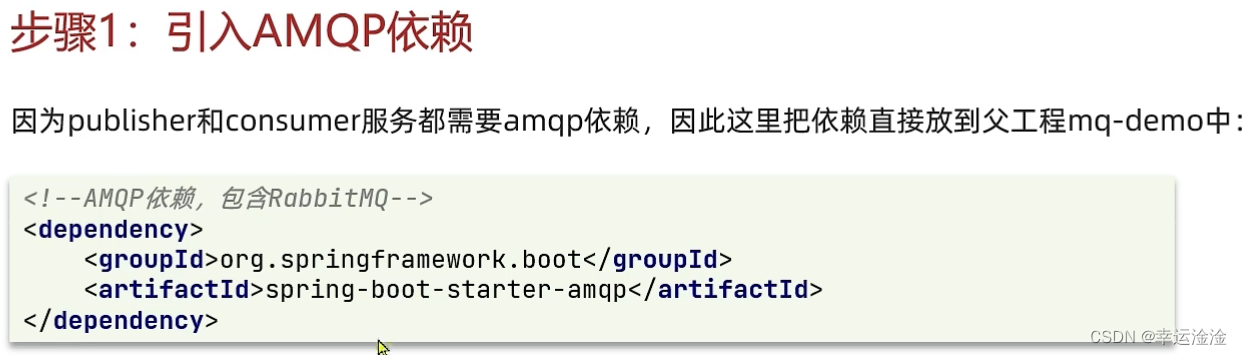 步骤1：引入AMQP依赖
因为publisher和consumer服务都需要amqp依赖，因此这里把依赖直接放到父工程mq-demo中：
<!--AMQP依赖，包含RabbitMQ-->
<dependency>
    <groupId>org.springframework.boot</groupId>
    <artifactId>spring-boot-starter-amqp</artifactId>
</dependency>
CSDN @幸运淦淦